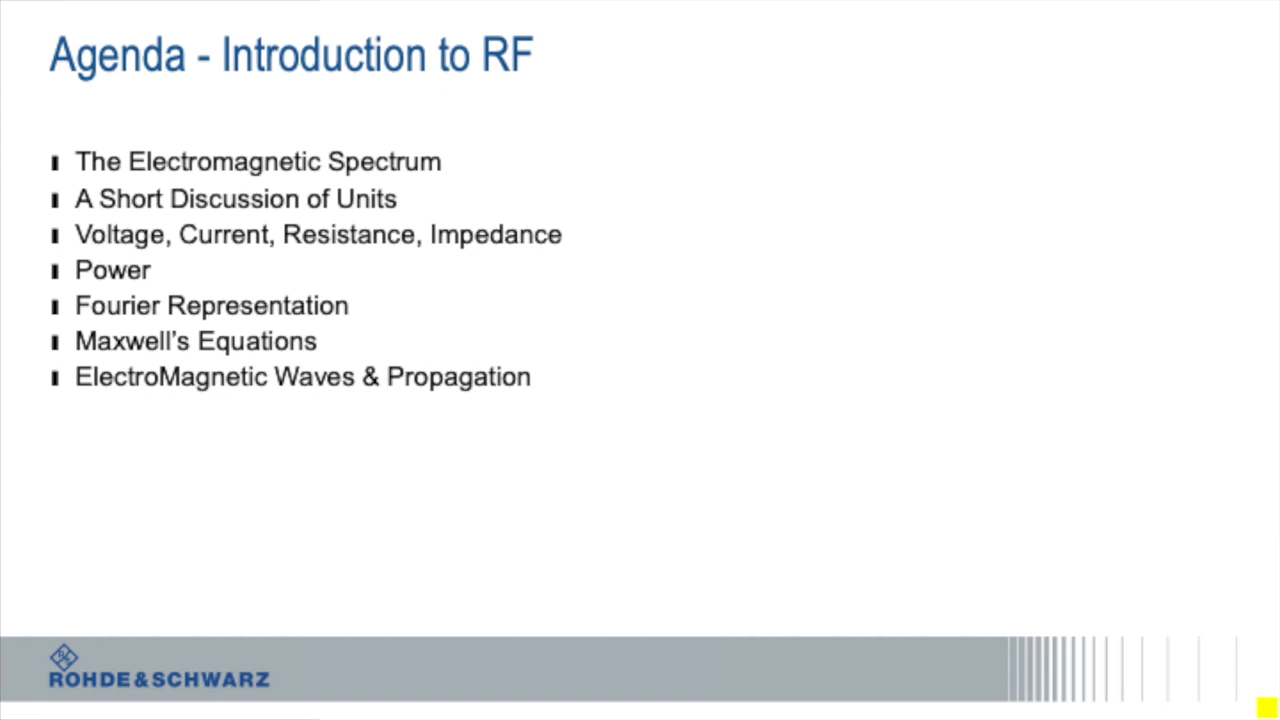 Agenda - Introduction to RF
The Electromagnetic Spectrum
A Short Discussion of Units
Voltage, Current, Resistance, Impedance
Power
Fourier Representation
Maxwell’s Equations
ElectroMagnetic Waves & Propagation
ROHDE&SCHWARZ